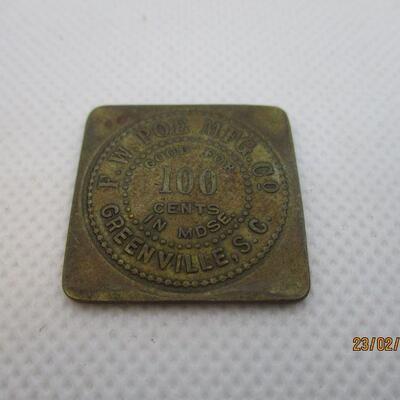 F. W. POE MFG. CO.
GOOD FOR
100
CENTS
IN MDSE.
GREENVILLE, S. C.
23/02/